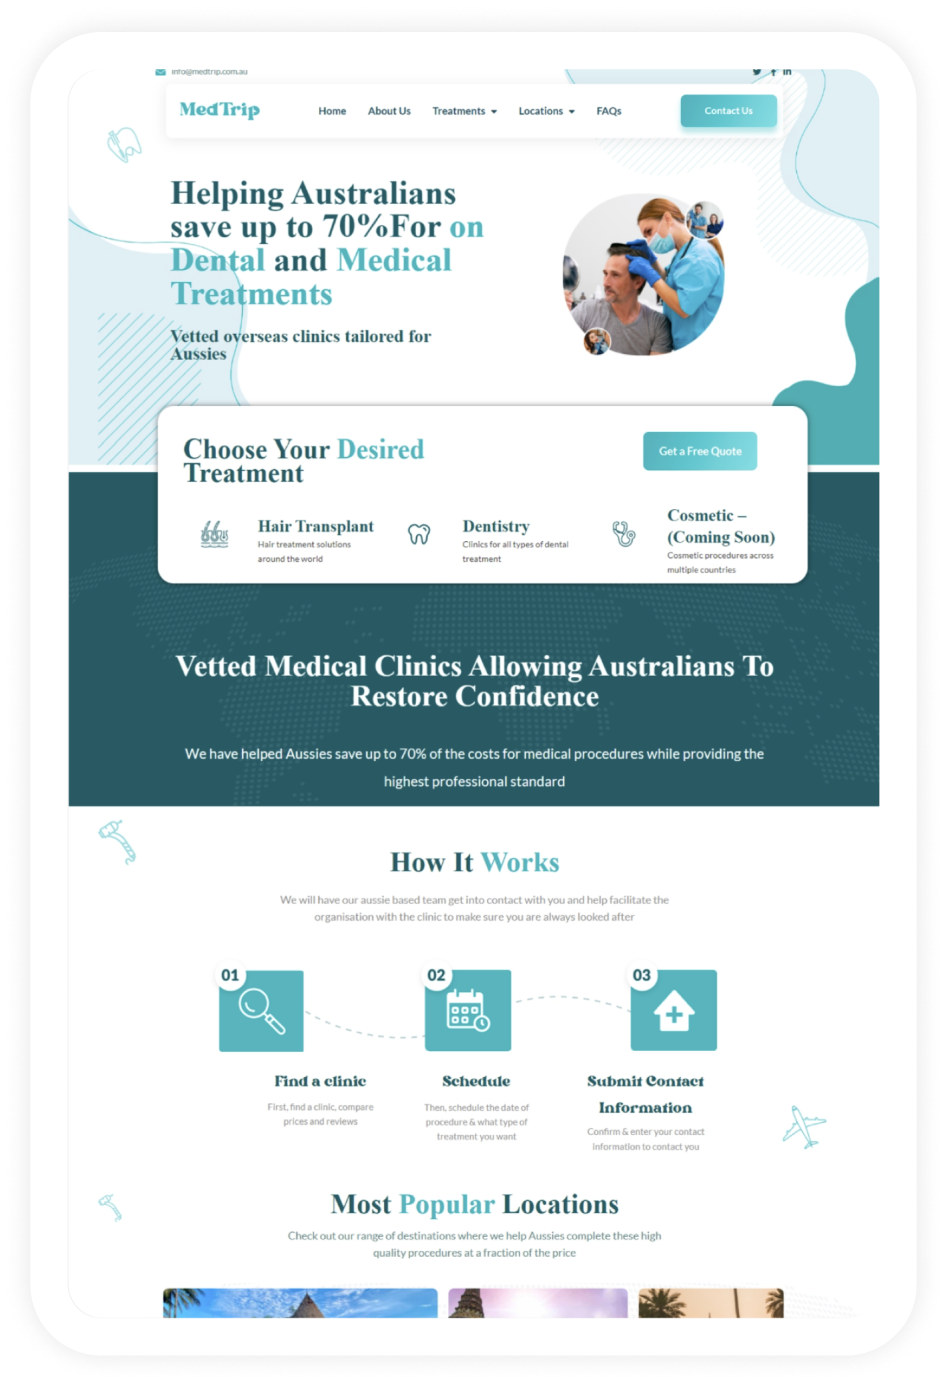 info@medtrip.com.au
MedTrip
Home
About Us
Treatments
Locations
FAQs
Contact Us
Helping Australians
save up to 70%For on
Dental and Medical
Treatments
Vetted overseas clinics tailored for
Aussies
Choose Your Desired
Treatment
Get a Free Quote
Hair Transplant
Hair treatment solutions
around the world
Dentistry
Clinics for all types of dental
treatment
Cosmetic –
(Coming Soon)
Cosmetic procedures across
multiple countries
Vetted Medical Clinics Allowing Australians To
Restore Confidence
We have helped Aussies save up to 70% of the costs for medical procedures while providing the
highest professional standard
How It Works
We will have our aussie based team get into contact with you and help facilitate the
organisation with the clinic to make sure you are always looked after
01
02
03
Find a clinic
First, find a clinic, compare
prices and reviews
Schedule
Then, schedule the date of
procedure & what type of
treatment you want
Submit Contact
Information
Confirm & enter your contact
information to contact you
Most Popular Locations
Check out our range of destinations where we help Aussies complete these high
quality procedures at a fraction of the price